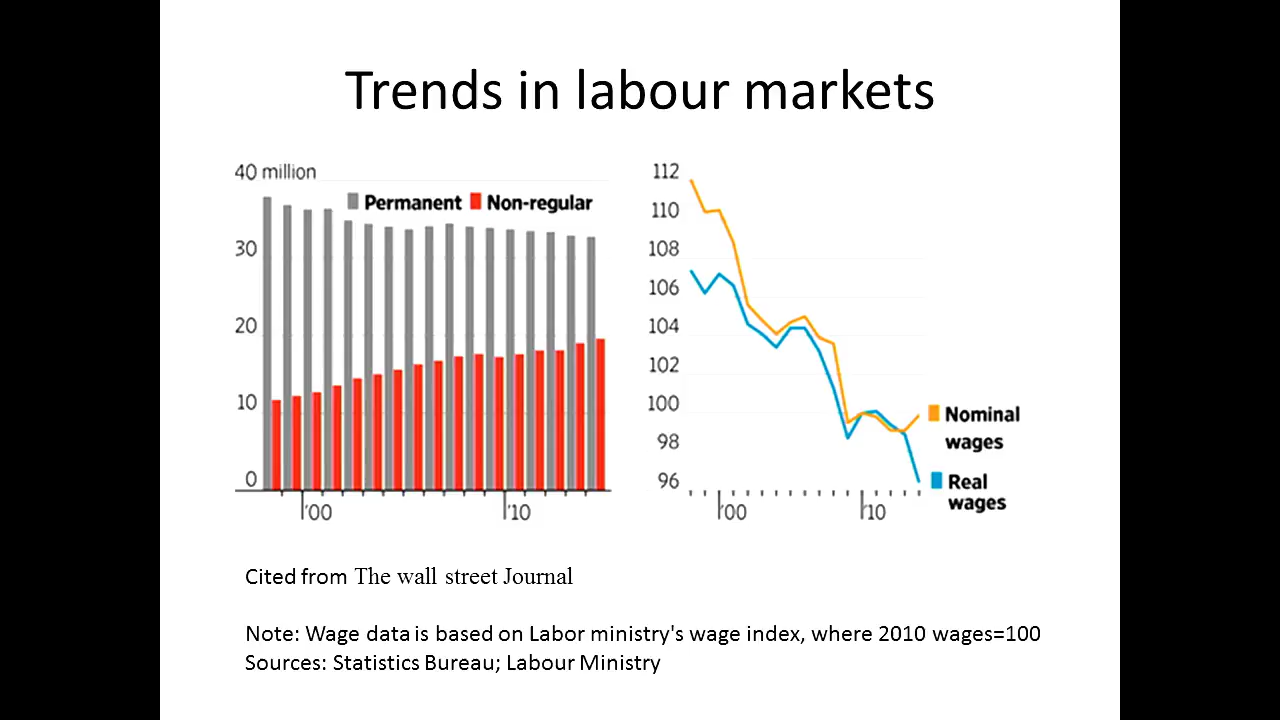 Trends in labour markets
40 million
Permanent Non-regular
30
20
10
0
'00 '10
112
110
108
106
104
102
100
98
96
Nominal
wages
Real
wages
'00 '10
Cited from The wall street Journal
Note: Wage data is based on Labor ministry's wage index, where 2010 wages=100
Sources: Statistics Bureau; Labour Ministry